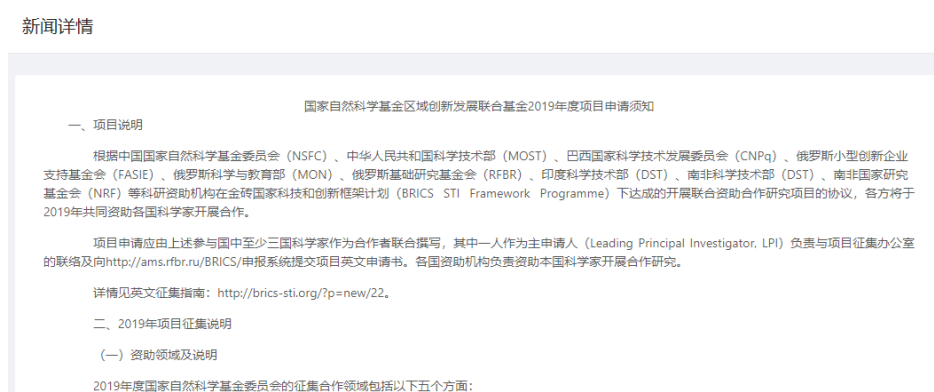 新闻详情
国家自然科学基金区域创新发展联合基金2019年度项目申请须知
一、项目说明
根据中国国家自然科学基金委员会（NSFC）、中华人民共和国科学技术部（MOST）、巴西国家科学技术发展委员会（CNPq）、俄罗斯小型创新企业
支持基金会（FASIE）、俄罗斯科学与教育部（MON）、俄罗斯基础研究基金会（RFBR）、印度科学技术部（DST）、南非科学技术部（DST）、南非国家研究
基金会（NRF）等科研资助机构在金砖国家科技和创新框架计划（BRICS STI Framework Programme）下达成的开展联合资助合作研究项目的协议，各方将于
2019年共同资助各国科学家开展合作。
项目申请应由上述参与国中至少三国科学家作为合作者联合撰写，其中一人作为主申请人（Leading Principal Investigator, LPI）负责与项目征集办公室
的联络及向http://ams.rfbr.ru/BRICS/申报系统提交项目英文申请书。各国资助机构负责资助本国科学家开展合作研究。
详情见英文征集指南：http://brics-sti.org/?p=new/22。
二、2019年项目征集说明
（一）资助领域及说明
2019年度国家自然科学基金委员会的征集合作领域包括以下五个方面：